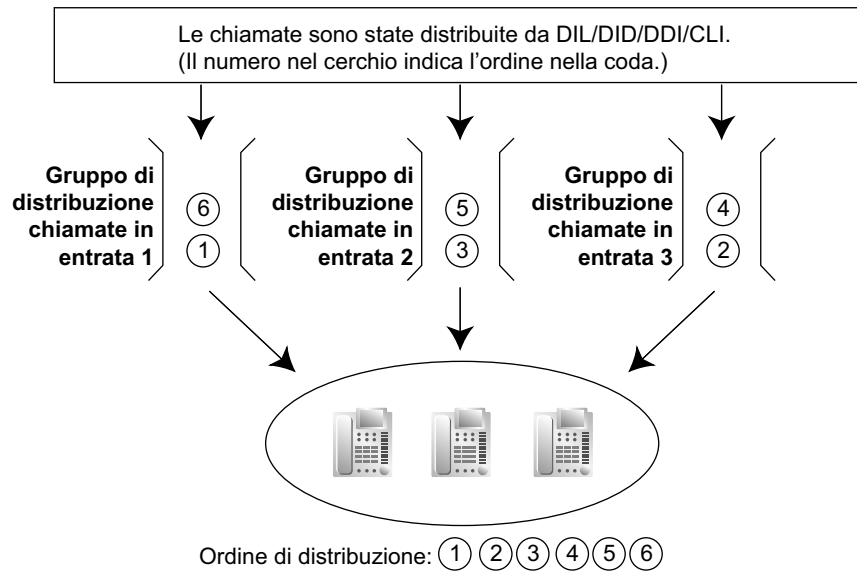 Le chiamate sono state distribuite da DIL/DID/DDI/CLI.
(Il numero nel cerchio indica l'ordine nella coda.)
Gruppo di
distribuzione
chiamate in
entrata 1
6
1
Gruppo di
distribuzione
chiamate in
entrata 2
5
3
Gruppo di
distribuzione
chiamate in
entrata 3
4
2
Ordine di distribuzione: 1 2 3 4 5 6